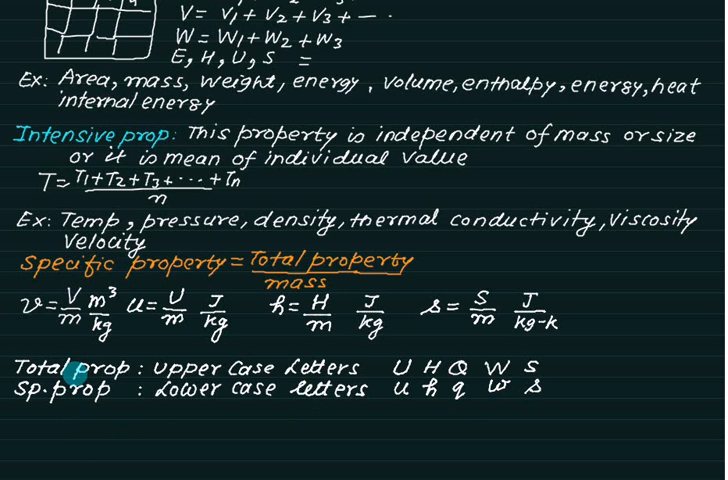 V = V1 + V2 + V3 + ---.
W = W1 + W2 + W3
E, H, U, S =
Ex: Area, mass, weight, energy, volume, enthalpy, energy, heat
internal energy
Intensive prop: This property is independent of mass or size
or it is mean of individual value
T = T1+T2+T3+...+Tn / n
Ex: Temp, pressure, density, thermal conductivity, Viscosity
Velocity
Specific property = Total property / mass
v = V/m m³/kg u = U/m J/kg h = H/m J/kg s = S/m J/kg-k
Total prop : Upper Case Letters U H Q W S
Sp. prop : Lower case letters u h q w s